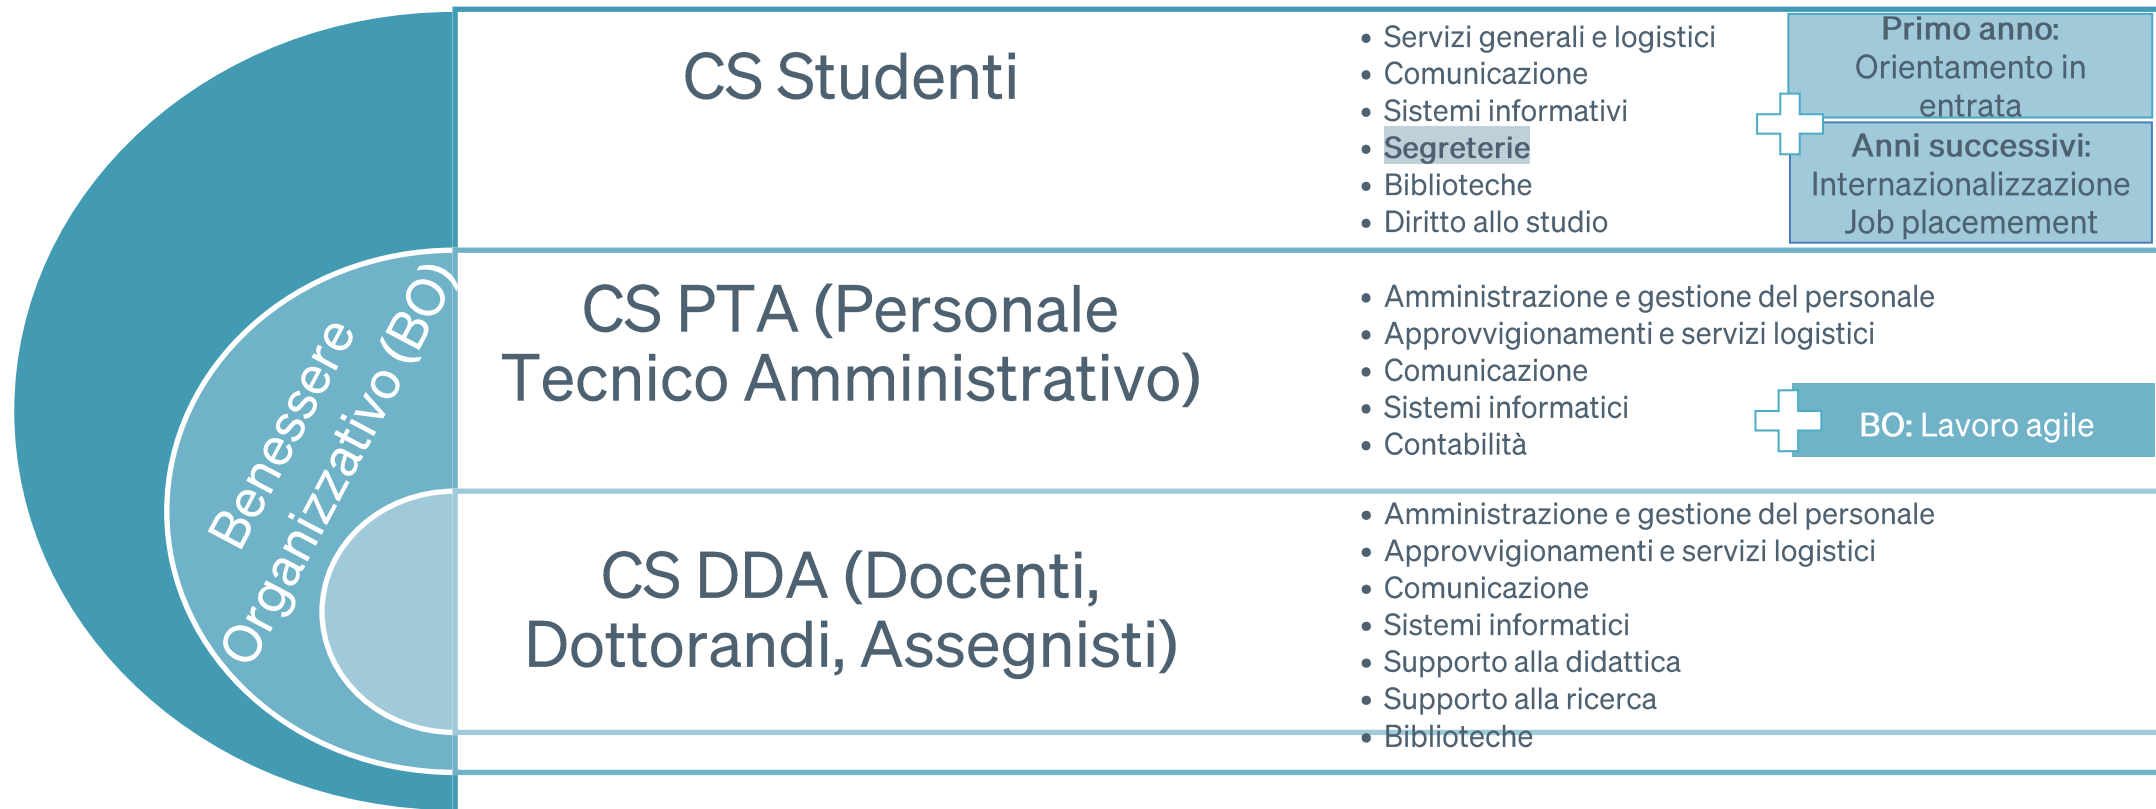 CS Studenti
• Servizi generali e logistici
• Comunicazione
• Sistemi informativi
• Segreterie
• Biblioteche
• Diritto allo studio
Primo anno:
Orientamento in
entrata
Anni successivi:
Internazionalizzazione
Job placemement
Benessere
Organizzativo (BO)
CS PTA (Personale
Tecnico Amministrativo)
• Amministrazione e gestione del personale
• Approvvigionamenti e servizi logistici
• Comunicazione
• Sistemi informatici
• Contabilità
BO: Lavoro agile
CS DDA (Docenti,
Dottorandi, Assegnisti)
• Amministrazione e gestione del personale
• Approvvigionamenti e servizi logistici
• Comunicazione
• Sistemi informatici
• Supporto alla didattica
• Supporto alla ricerca
• Biblioteche